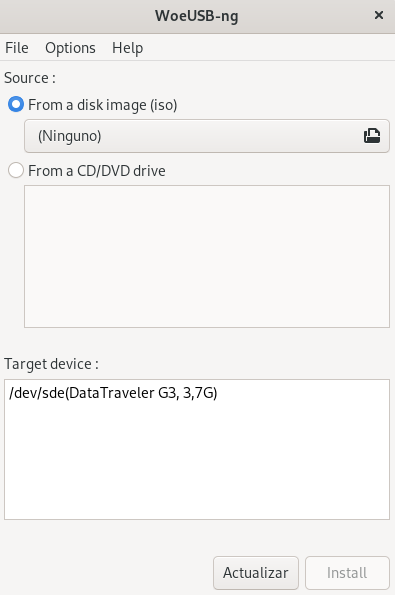 WoeUSB-ng
File Options Help
Source :
From a disk image (iso)
(Ninguno)
From a CD/DVD drive
Target device :
/dev/sde(DataTraveler G3, 3,7G)
Actualizar Install